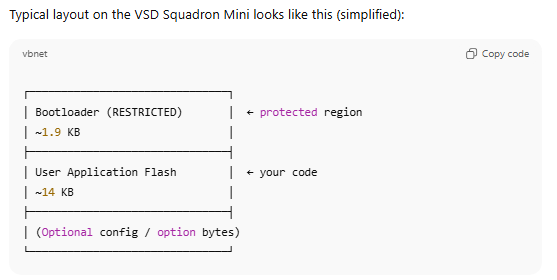 Typical layout on the VSD Squadron Mini looks like this (simplified):
vbnet
Copy code
Bootloader (RESTRICTED) ← protected region
~1.9 KB
User Application Flash ← your code
~14 KB
(Optional config / option bytes)